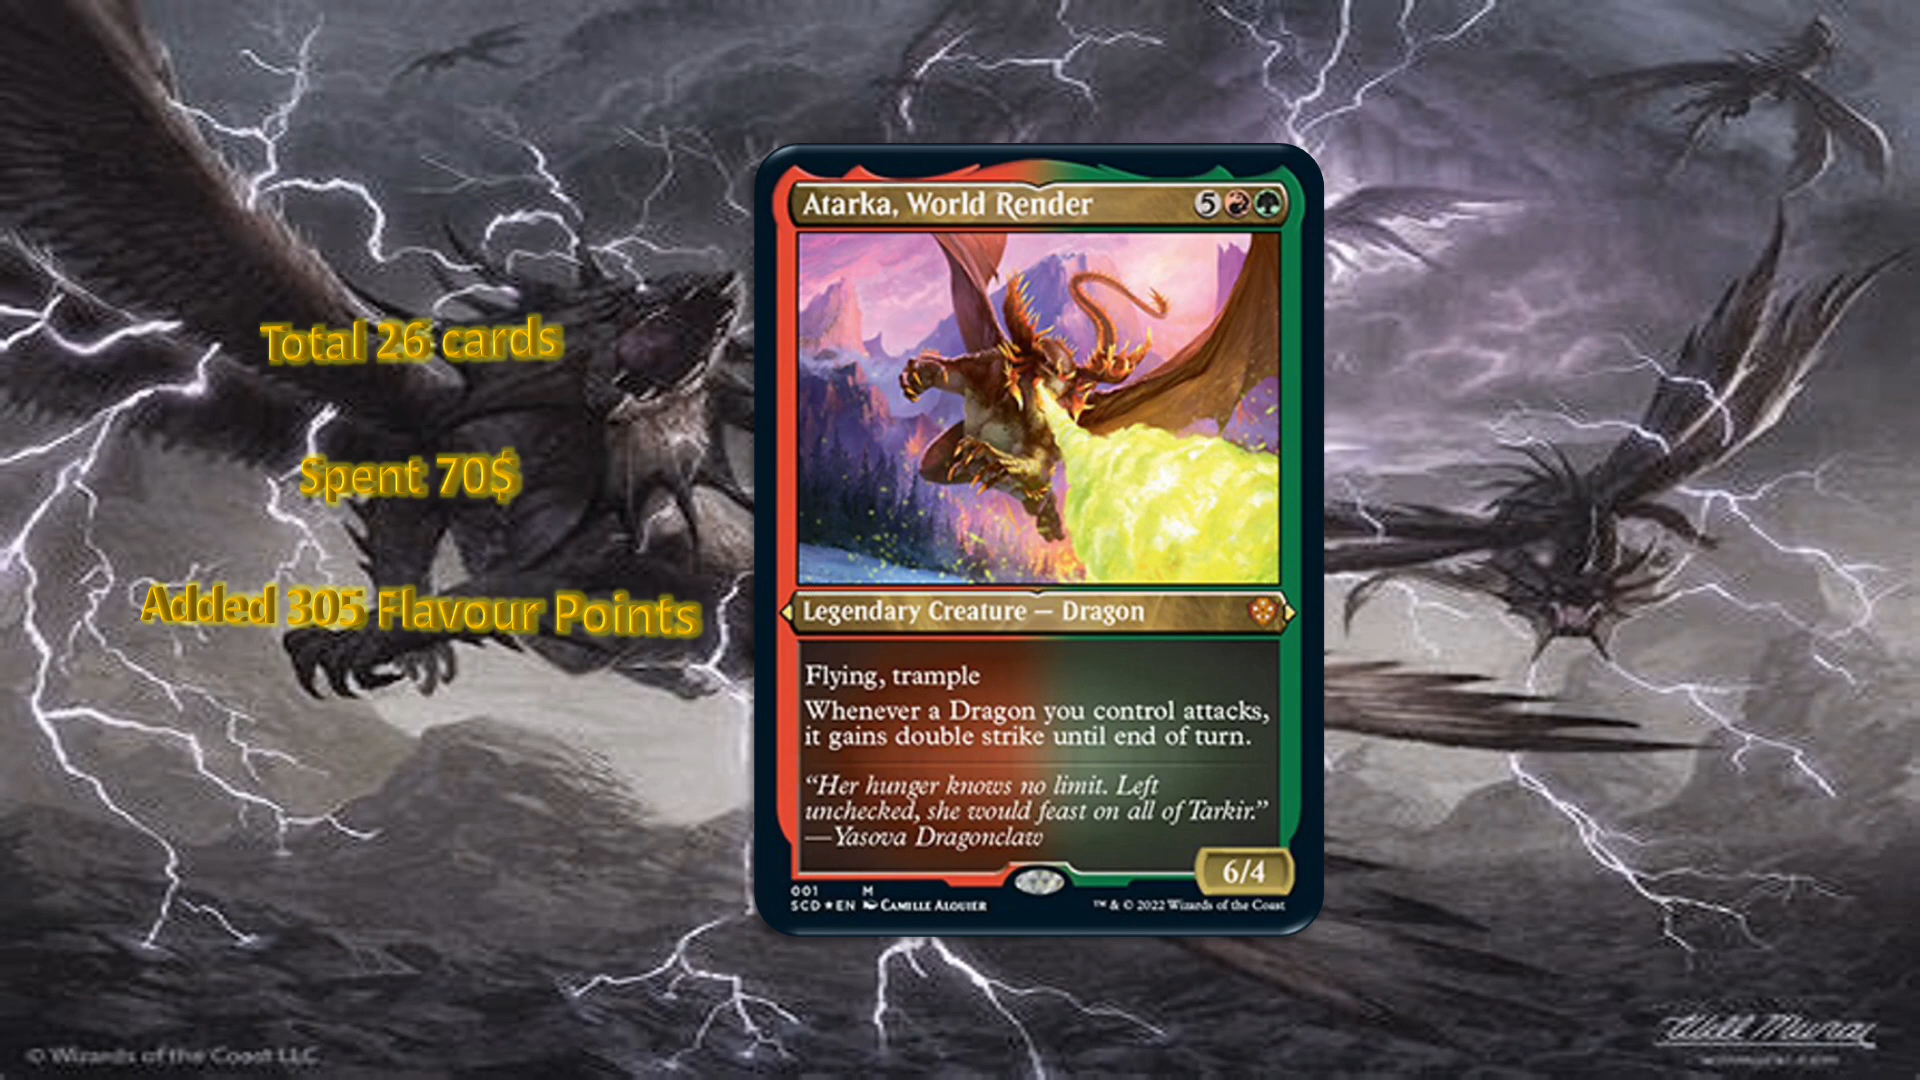 Total 26 cards
Spent 70$
Added 305 Flavour Points
Atarka, World Render
5
Legendary Creature — Dragon
Flying, trample
Whenever a Dragon you control attacks,
it gains double strike until end of turn.
“Her hunger knows no limit. Left
unchecked, she would feast on all of Tarkir.”
—Yasova Dragonclaw
6/4
001 M
SCD ★ EN CAMILLE ALQUIER
™ & © 2022 Wizards of the Coast
© Wizards of the Coast LLC
Will Murai